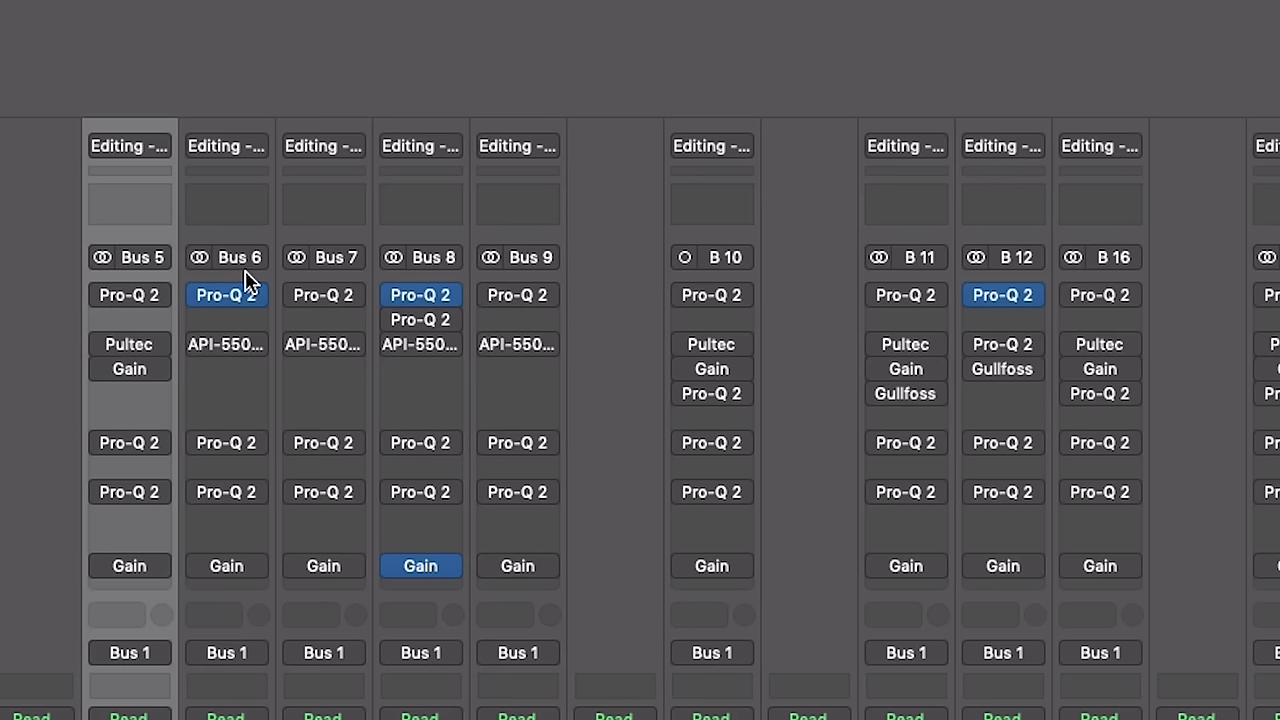 Editing -... Editing -... Editing -... Editing -... Editing -... Editing -... Editing -... Editing -... Editing -... Edi
Bus 5 Bus 6 Bus 7 Bus 8 Bus 9 B 10 B 11 B 12 B 16
Pro-Q 2 Pro-Q 2 Pro-Q 2 Pro-Q 2 Pro-Q 2 Pro-Q 2 Pro-Q 2 Pro-Q 2 Pro-Q 2 Pr
Pro-Q 2
Pultec API-550... API-550... API-550... API-550... Pultec Pultec Pro-Q 2 Pultec P
Gain Gain Gain Gullfoss Gain
Pro-Q 2 Gullfoss Pro-Q 2 Pr
Pro-Q 2 Pro-Q 2 Pro-Q 2 Pro-Q 2 Pro-Q 2 Pro-Q 2 Pro-Q 2 Pro-Q 2 Pro-Q 2 Pr
Pro-Q 2 Pro-Q 2 Pro-Q 2 Pro-Q 2 Pro-Q 2 Pro-Q 2 Pro-Q 2 Pro-Q 2 Pro-Q 2 Pr
Gain Gain Gain Gain Gain Gain Gain Gain Gain
Bus 1 Bus 1 Bus 1 Bus 1 Bus 1 Bus 1 Bus 1 Bus 1 Bus 1 B
Read Read Read Read Read Read Read Read Read Read Read Read Read